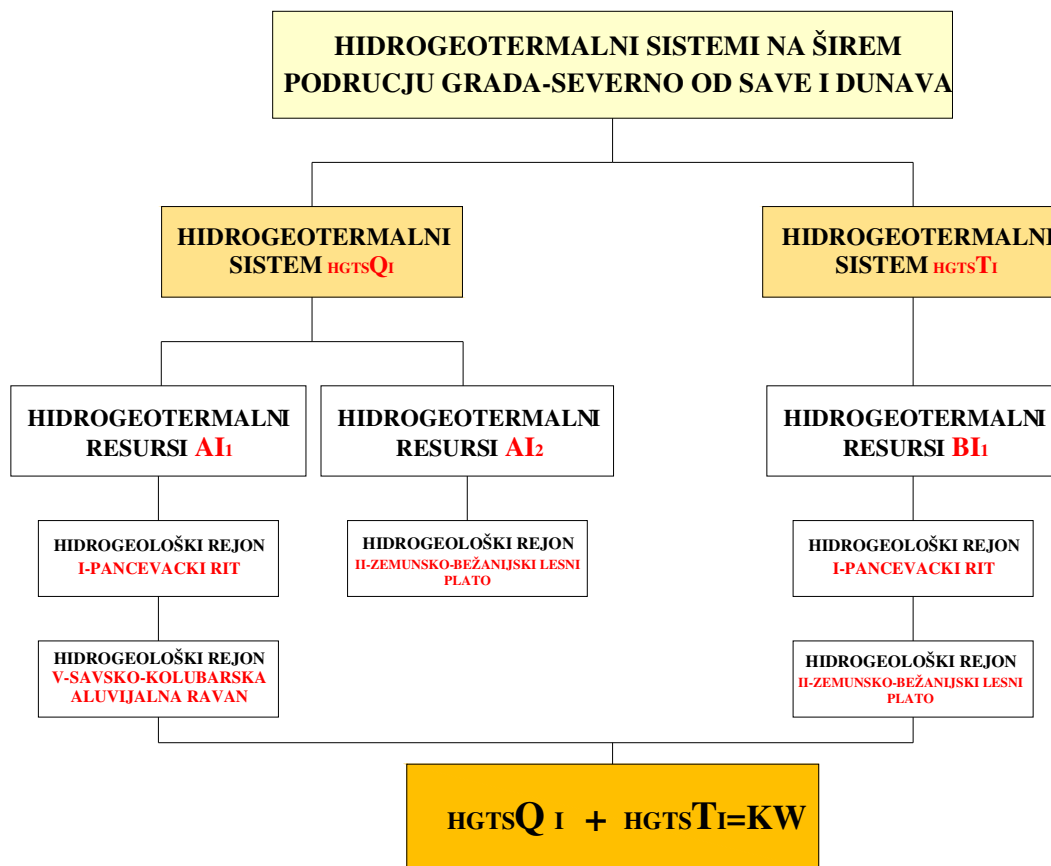 HIDROGEOTERMALNI SISTEMI NA ŠIREM
PODRUCJU GRADA-SEVERNO OD SAVE I DUNAVA
HIDROGEOTERMALNI
SISTEM HGTSQI
HIDROGEOTERMALNI
SISTEM HGTSTI
HIDROGEOTERMALNI
RESURSI AI1
HIDROGEOTERMALNI
RESURSI AI2
HIDROGEOTERMALNI
RESURSI BI1
HIDROGEOLOŠKI REJON
I-PANCEVACKI RIT
HIDROGEOLOŠKI REJON
II-ZEMUNSKO-BEŽANIJSKI LESNI
PLATO
HIDROGEOLOŠKI REJON
I-PANCEVACKI RIT
HIDROGEOLOŠKI REJON
V-SAVSKO-KOLUBARSKA
ALUVIJALNA RAVAN
HIDROGEOLOŠKI REJON
II-ZEMUNSKO-BEŽANIJSKI LESNI
PLATO
HGTSQ I + HGTSTI=KW